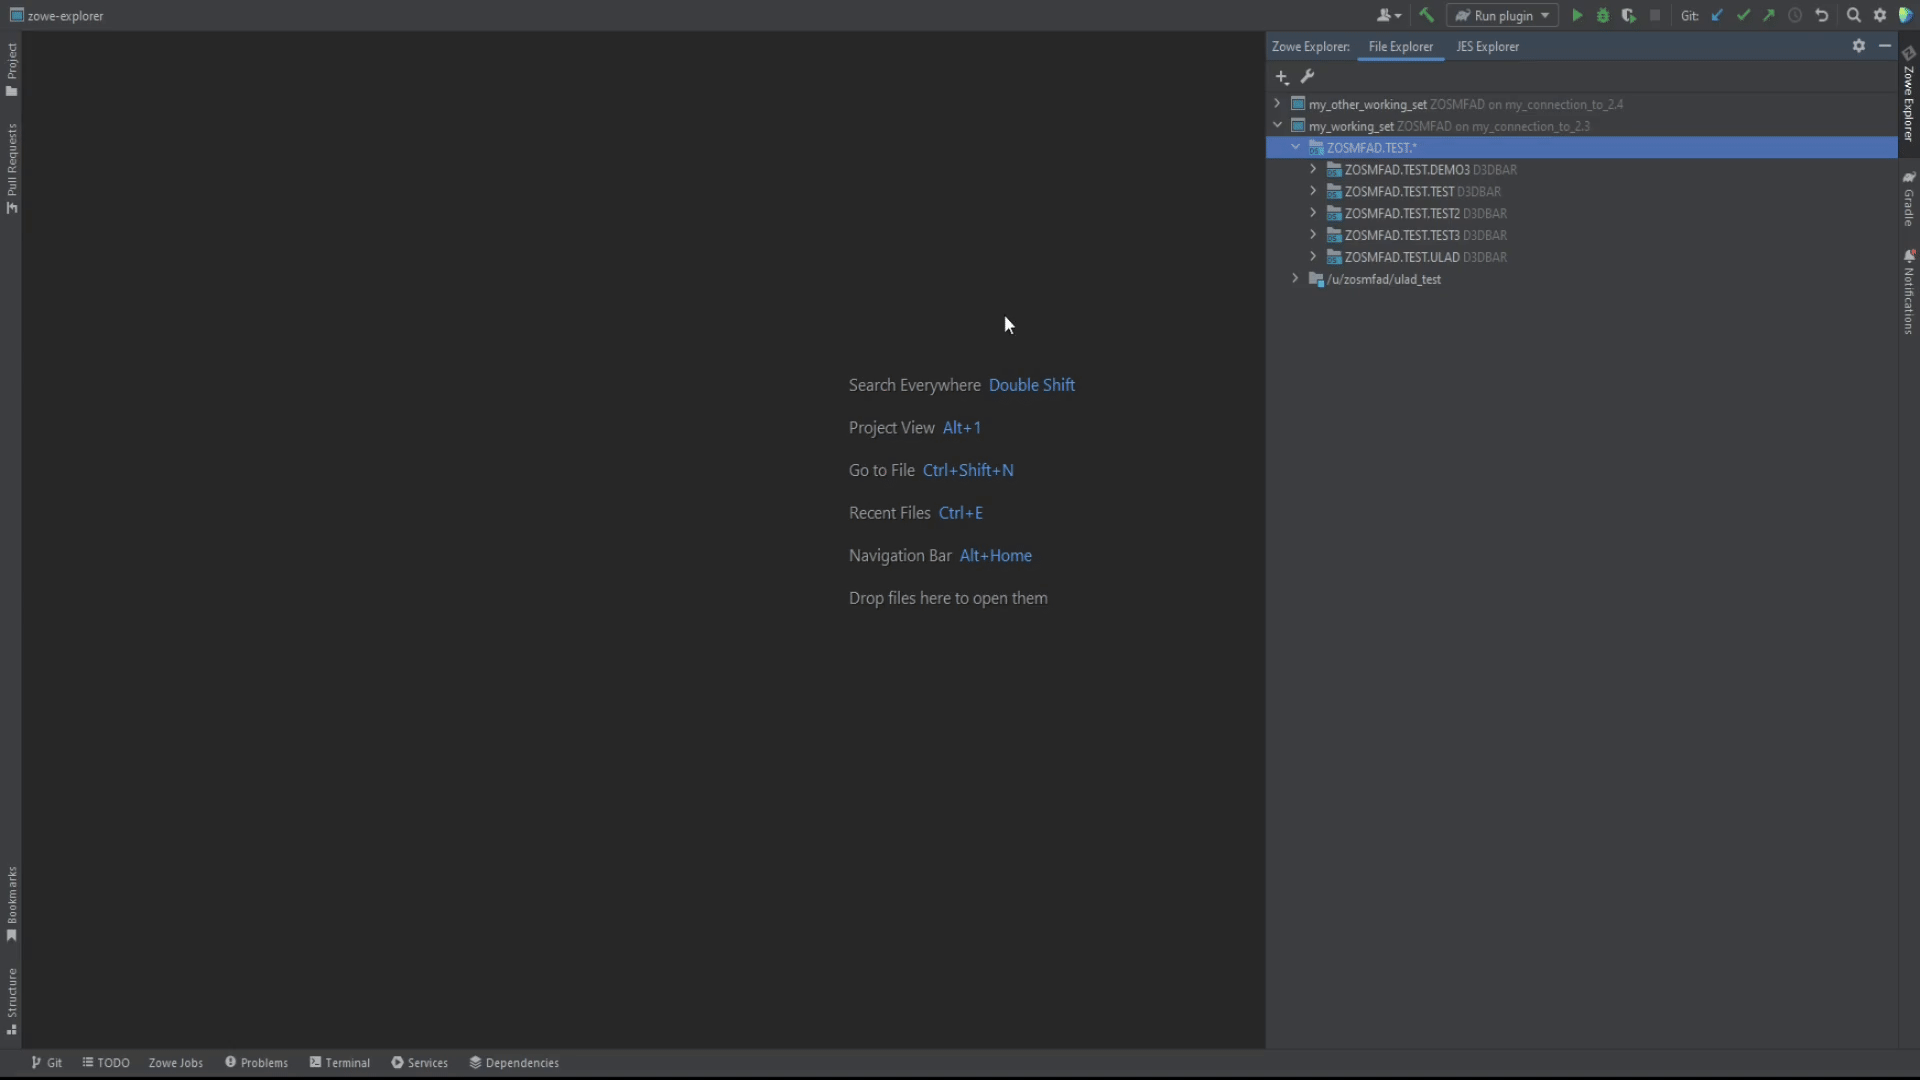 zowe-explorer
Run plugin
Git:
Project
Pull Requests
Bookmarks
Structure
Search Everywhere Double Shift
Project View Alt+1
Go to File Ctrl+Shift+N
Recent Files Ctrl+E
Navigation Bar Alt+Home
Drop files here to open them
Zowe Explorer: File Explorer JES Explorer
my_other_working_set ZOSMFAD on my_connection_to_2.4
my_working_set ZOSMFAD on my_connection_to_2.3
ZOSMFAD.TEST.*
ZOSMFAD.TEST.DEMO3 D3DBAR
ZOSMFAD.TEST.TEST D3DBAR
ZOSMFAD.TEST.TEST2 D3DBAR
ZOSMFAD.TEST.TEST3 D3DBAR
ZOSMFAD.TEST.ULAD D3DBAR
/u/zosmfad/ulad_test
Zowe Explorer
Gradle
Notifications
Git TODO Zowe Jobs Problems Terminal Services Dependencies